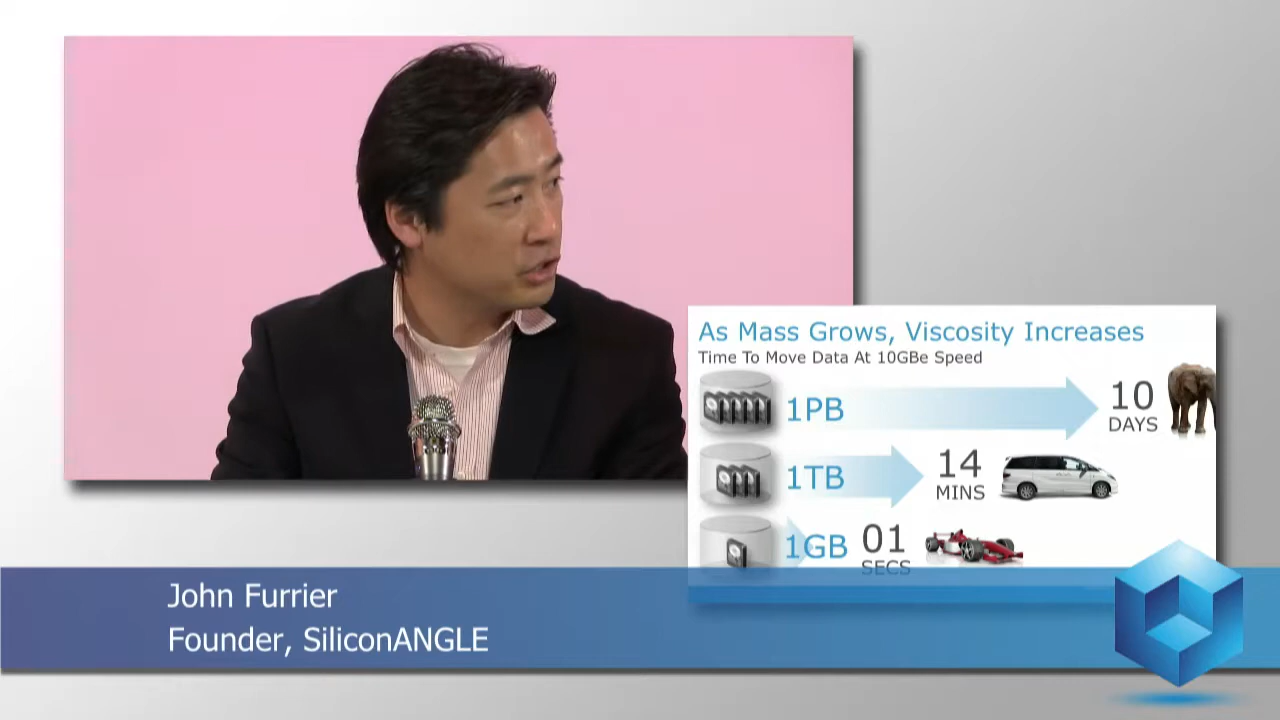 As Mass Grows, Viscosity Increases
Time To Move Data At 10GBe Speed
1PB
10
DAYS
1TB
14
MINS
1GB
01
SECS
John Furrier
Founder, SiliconANGLE